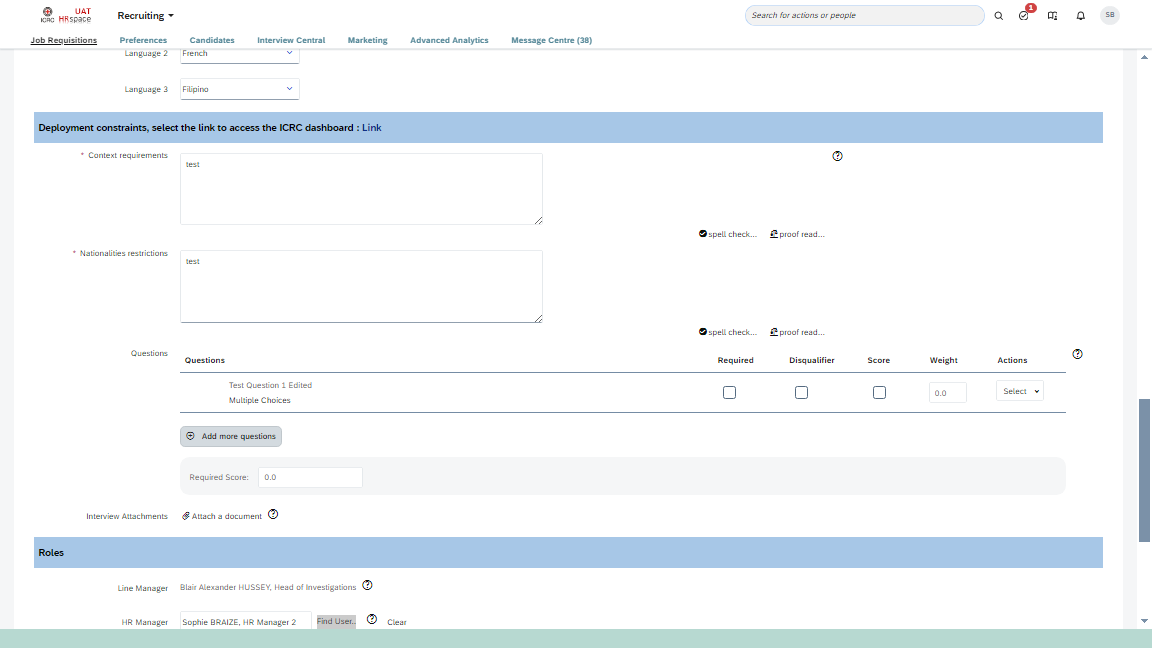 ICRC UAT HRspace Recruiting Search for actions or people 1 SB
Job Requisitions Preferences Candidates Interview Central Marketing Advanced Analytics Message Centre (38)
Language 2 French
Language 3 Filipino
Deployment constraints, select the link to access the ICRC dashboard : Link
* Context requirements test
spell check... proof read...
* Nationalities restrictions test
spell check... proof read...
Questions
Questions Required Disqualifier Score Weight Actions
Test Question 1 Edited
Multiple Choices 0.0 Select
Add more questions
Required Score: 0.0
Interview Attachments Attach a document
Roles
Line Manager Blair Alexander HUSSEY, Head of Investigations
HR Manager Sophie BRAIZE, HR Manager 2 Find User.. Clear